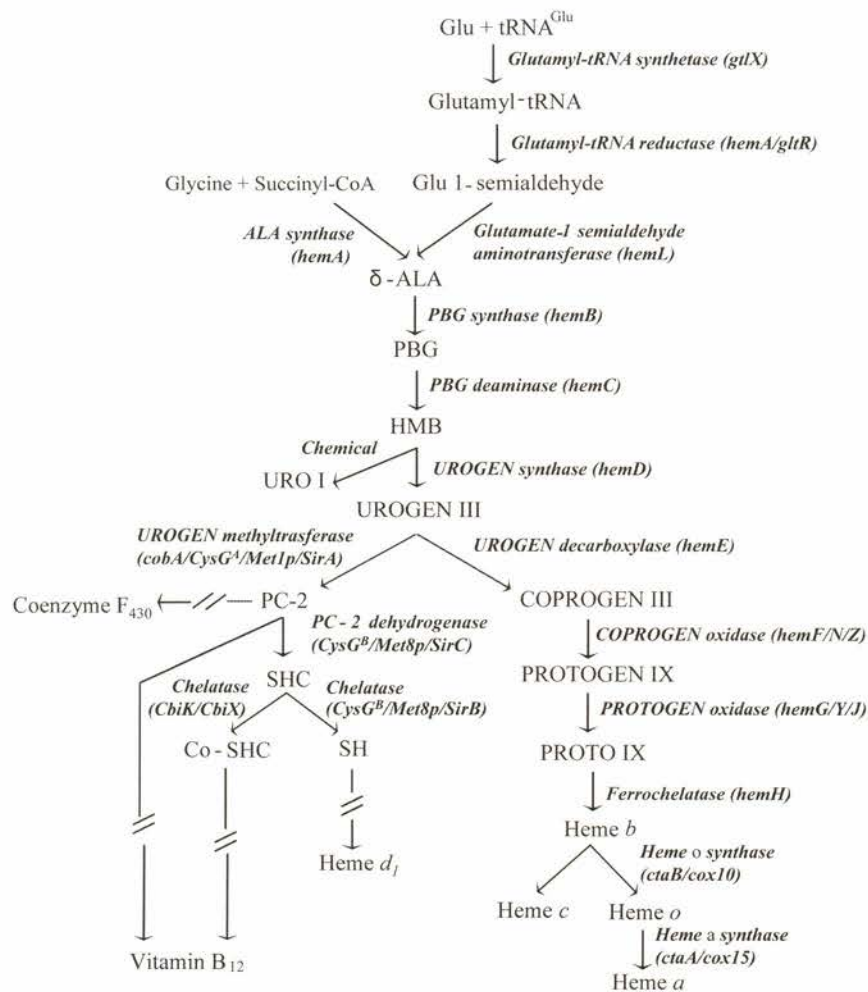 Glu + tRNA^Glu
Glutamyl-tRNA synthetase (gtlX)
Glutamyl-tRNA
Glutamyl-tRNA reductase (hemA/gltR)
Glycine + Succinyl-CoA
Glu 1-semialdehyde
ALA synthase
(hemA)
Glutamate-1 semialdehyde
aminotransferase (hemL)
δ-ALA
PBG synthase (hemB)
PBG
PBG deaminase (hemC)
HMB
Chemical
URO I
UROGEN synthase (hemD)
UROGEN III
UROGEN methyltrasferase
(cobA/CysG^A/Met1p/SirA)
UROGEN decarboxylase (hemE)
Coenzyme F430
PC-2
COPROGEN III
PC - 2 dehydrogenase
(CysG^B/Met8p/SirC)
COPROGEN oxidase (hemF/N/Z)
SHC
PROTOGEN IX
Chelatase
(CbiK/CbiX)
Chelatase
(CysG^B/Met8p/SirB)
PROTOGEN oxidase (hemG/Y/J)
Co - SHC
SH
PROTO IX
Ferrochelatase (hemH)
Heme b
Heme d1
Heme o synthase
(ctaB/cox10)
Heme c
Heme o
Heme a synthase
(ctaA/cox15)
Vitamin B12
Heme a